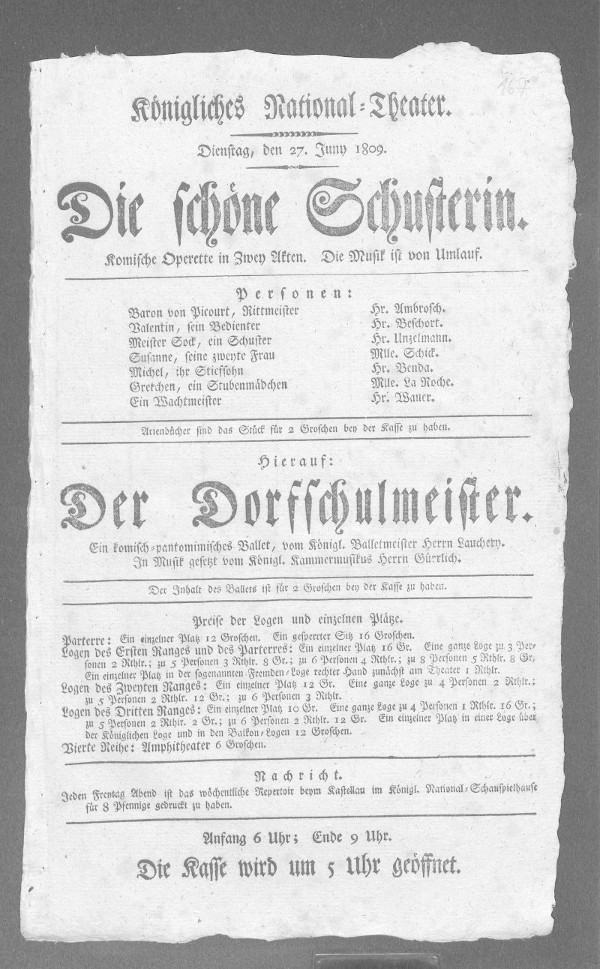 167
Königliches National-Theater.
Dienstag, den 27. Juny 1809.
Die schöne Schusterin.
Komische Operette in Zwey Akten. Die Musik ist von Umlauf.
Personen:
Baron von Picourt, Rittmeister Hr. Ambrosch.
Valentin, sein Bedienter Hr. Beschort.
Meister Sock, ein Schuster Hr. Unzelmann.
Susanne, seine zweyte Frau Mlle. Schick.
Michel, ihr Stiefsohn Hr. Benda.
Gretchen, ein Stubenmädchen Mlle. La Roche.
Ein Wachtmeister Hr. Wauer.
Arienbücher sind das Stück für 2 Groschen bey der Kasse zu haben.
Hierauf:
Der Dorfschulmeister.
Ein komisch-pantomimisches Ballet, vom Königl. Balletmeister Herrn Lauchery.
In Musik gesetzt vom Königl. Kammermusikus Herrn Gürrlich.
Der Inhalt des Ballets ist für 2 Groschen bey der Kasse zu haben.
Preise der Logen und einzelnen Plätze.
Parterre: Ein einzelner Platz 12 Groschen. Ein gesperrter Sitz 16 Groschen.
Logen des Ersten Ranges und des Parterres: Ein einzelner Platz 16 Gr. Eine ganze Loge zu 3 Per-
sonen 2 Rthlr.; zu 5 Personen 3 Rthlr. 8 Gr.; zu 6 Personen 4 Rthlr.; zu 8 Personen 5 Rthlr. 8 Gr.
Ein einzelner Platz in der sogenannten Fremden-Loge rechter Hand zunächst am Theater 1 Rthlr.
Logen des Zweyten Ranges: Ein einzelner Platz 12 Gr. Eine ganze Loge zu 4 Personen 2 Rthlr.;
zu 5 Personen 2 Rthlr. 12 Gr.; zu 6 Personen 3 Rthlr.
Logen des Dritten Ranges: Ein einzelner Platz 10 Gr. Eine ganze Loge zu 4 Personen 1 Rthlr. 16 Gr.;
zu 5 Personen 2 Rthlr. 2 Gr.; zu 6 Personen 2 Rthlr. 12 Gr. Ein einzelner Platz in einer Loge über
der Königlichen Loge und in den Balkon-Logen 12 Groschen.
Vierte Reihe: Amphitheater 6 Groschen.
Nachricht.
Jeden Freytag Abend ist das wöchentliche Repertoir beym Kastellan im Königl. National-Schauspielhause
für 8 Pfennige gedruckt zu haben.
Anfang 6 Uhr; Ende 9 Uhr.
Die Kasse wird um 5 Uhr geöffnet.